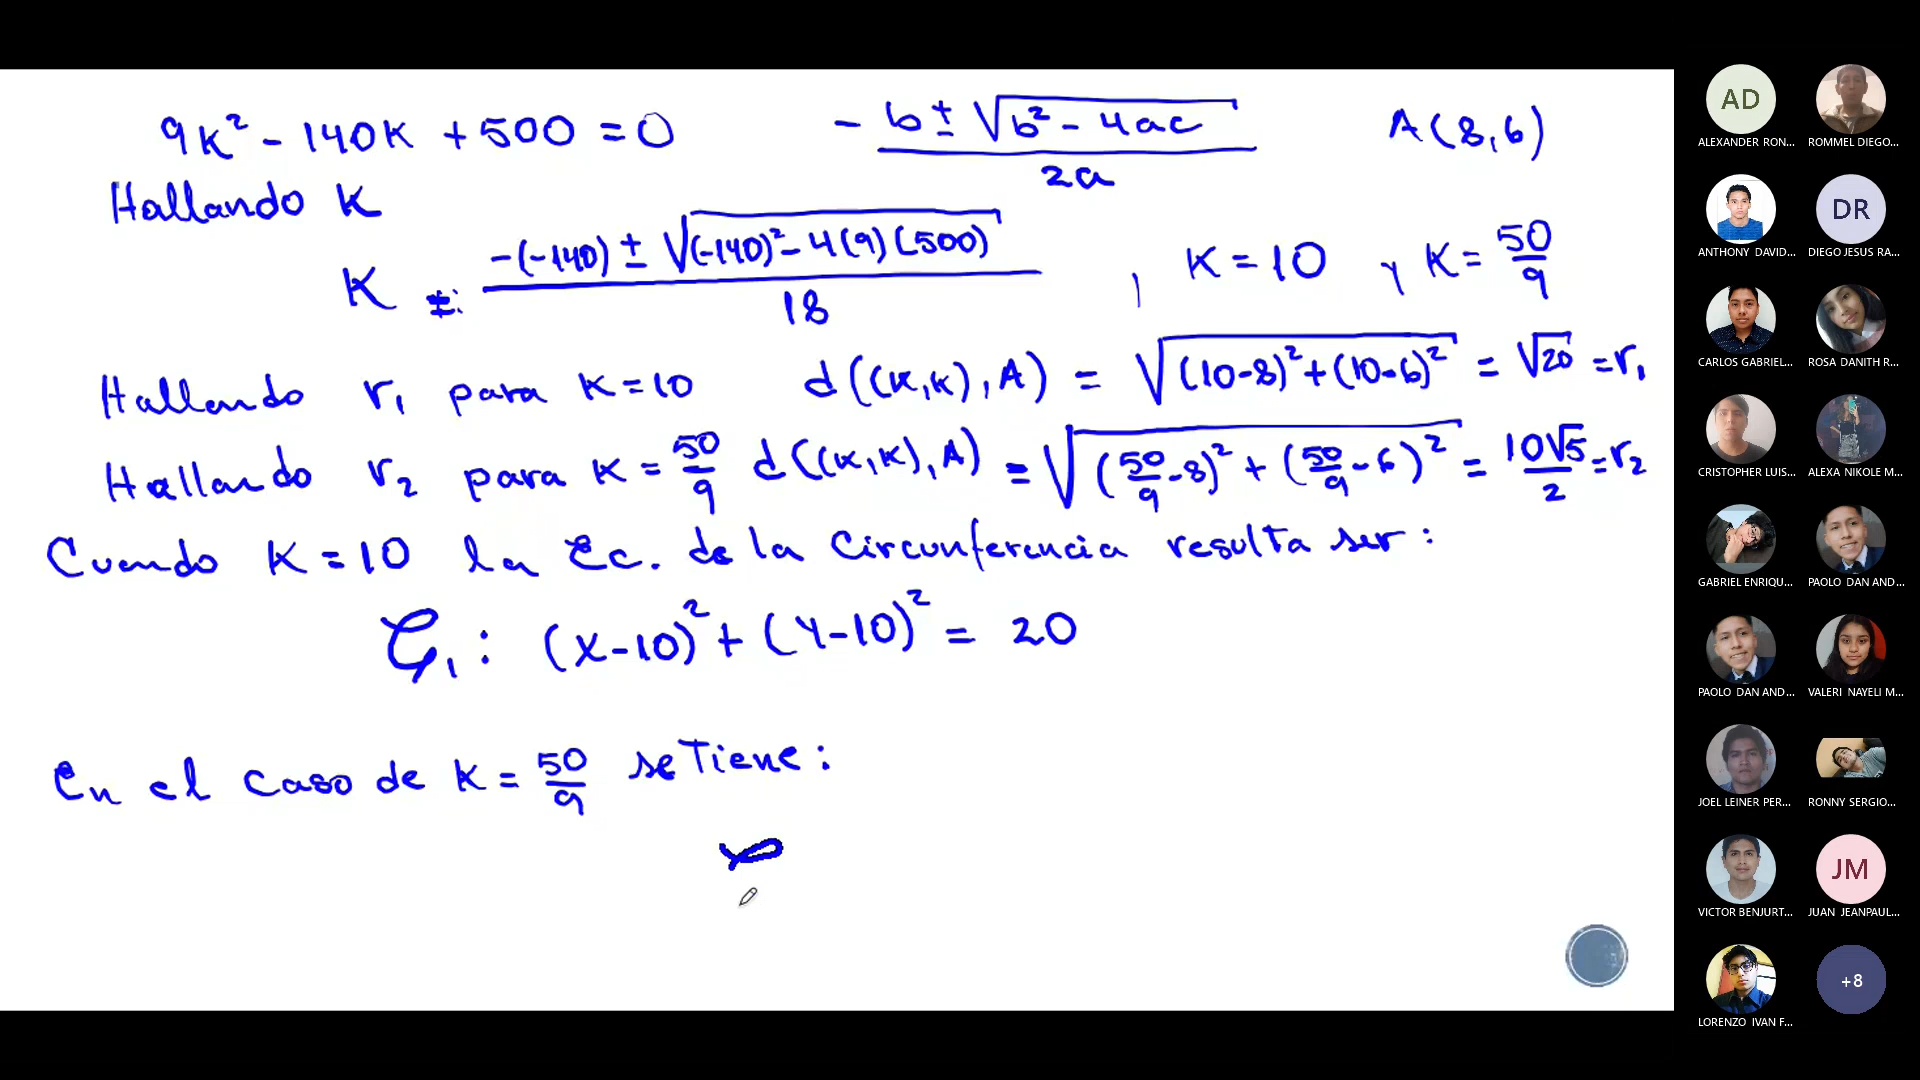 9K² - 140K + 500 = 0
- b ± √(b² - 4ac) / 2a
A(8,6)
Hallando K
K =: -(-140) ± √((-140)² - 4(9)(500)) / 18 , K = 10 y K = 50/9
Hallando r₁ para K = 10 d((K,K),A) = √((10-8)² + (10-6)²) = √20 = r₁
Hallando r₂ para K = 50/9 d((K,K),A) = √((50/9 - 8)² + (50/9 - 6)²) = 10√5/2 = r₂
Cuando K = 10 la Ec. de la Circunferencia resulta ser:
C₁: (X-10)² + (Y-10)² = 20
En el caso de K = 50/9 se Tiene:
AD
ALEXANDER RON...
ROMMEL DIEGO...
DR
ANTHONY DAVID...
DIEGO JESUS RA...
CARLOS GABRIEL...
ROSA DANITH R...
CRISTOPHER LUIS...
ALEXA NIKOLE M...
GABRIEL ENRIQU...
PAOLO DAN AND...
PAOLO DAN AND...
VALERI NAYELI M...
JOEL LEINER PER...
RONNY SERGIO...
JM
VICTOR BENJURT...
JUAN JEANPAUL...
+8
LORENZO IVAN F...